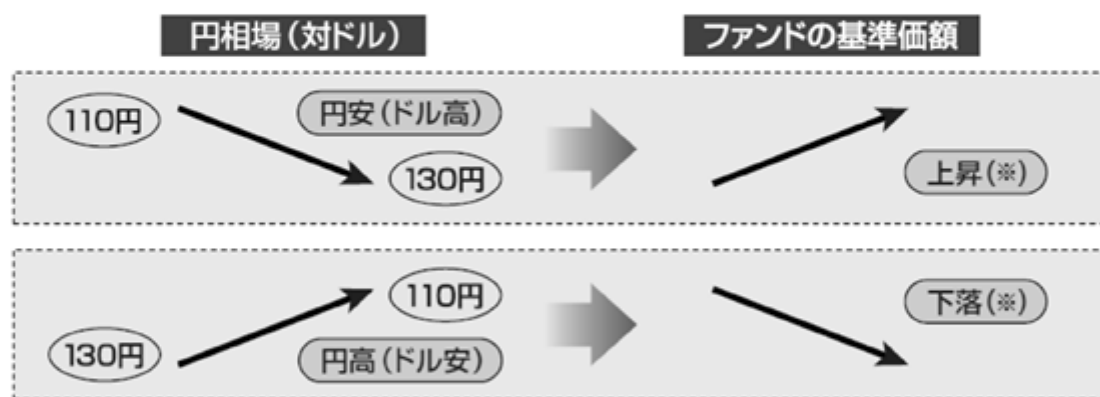 円相場（対ドル）
ファンドの基準価額
110円
円安（ドル高）
130円
上昇（※）
110円
下落（※）
130円
円高（ドル安）